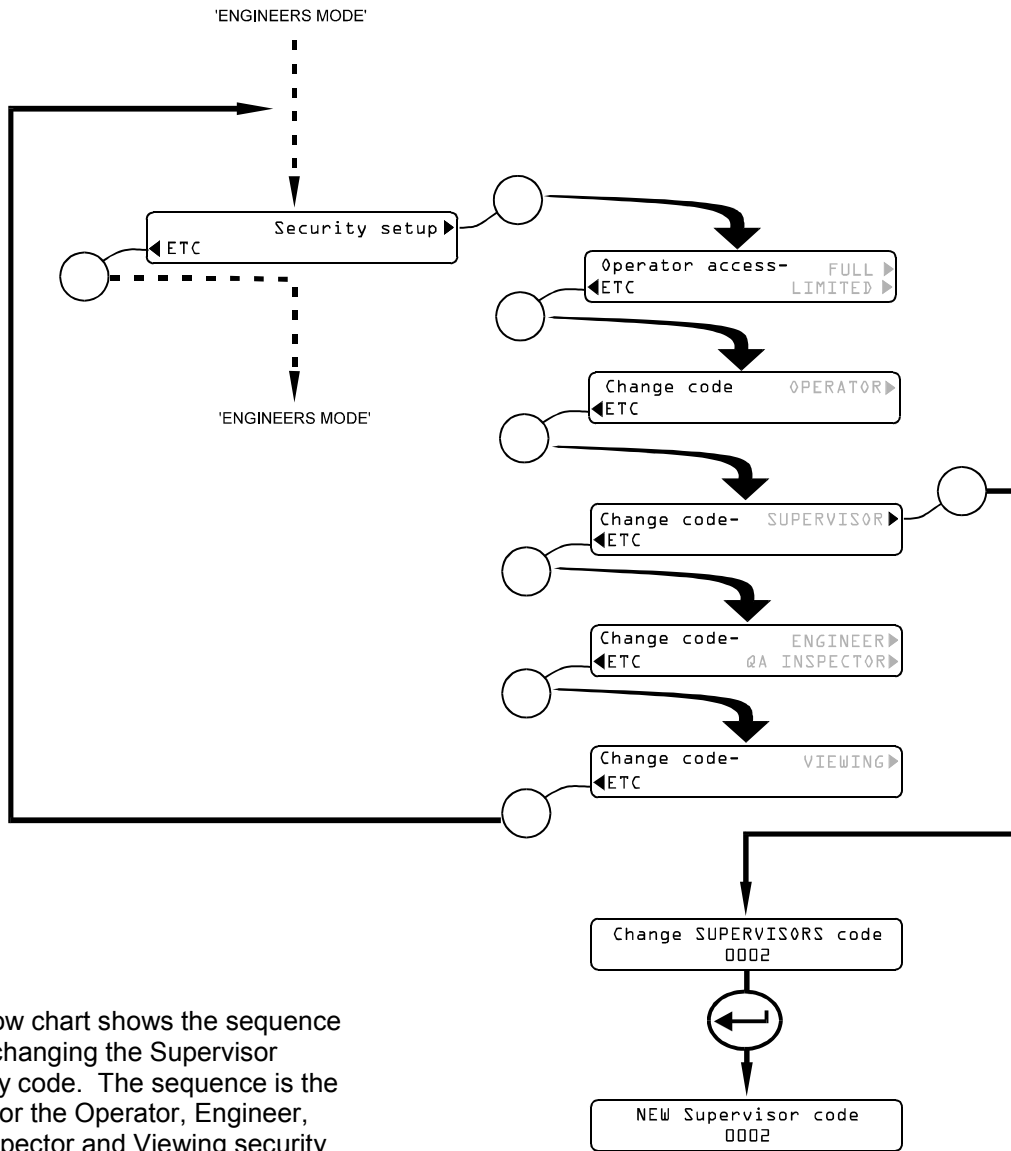 'ENGINEERS MODE'
Security setup
ETC
'ENGINEERS MODE'
Operator access- FULL
ETC LIMITED
Change code OPERATOR
ETC
Change code- SUPERVISOR
ETC
Change code- ENGINEER
ETC QA INSPECTOR
Change code- VIEWING
ETC
Change SUPERVISORS code
0002
NEW Supervisor code
0002
ow chart shows the sequence
changing the Supervisor
y code. The sequence is the
or the Operator, Engineer,
pector and Viewing security